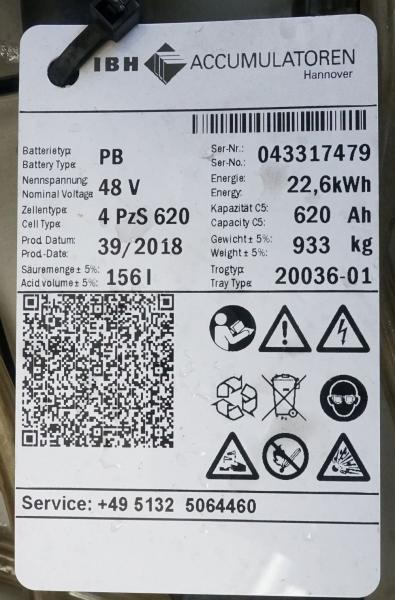 IBH ACCUMULATOREN
Hannover
Batterietyp:
Battery Type: PB
Ser-Nr.:
Ser-No.: 043317479
Nennspannung
Nominal Voltage 48 V
Energie:
Energy: 22,6kWh
Zellentype:
Cell Type: 4 PzS 620
Kapazität C5:
Capacity C5: 620 Ah
Prod. Datum:
Prod.-Date: 39/2018
Gewicht ± 5%:
Weight ± 5%: 933 kg
Säuremenge ± 5%:
Acid volume ± 5%: 156 l
Trogtyp:
Tray Type: 20036-01
Service: +49 5132 5064460